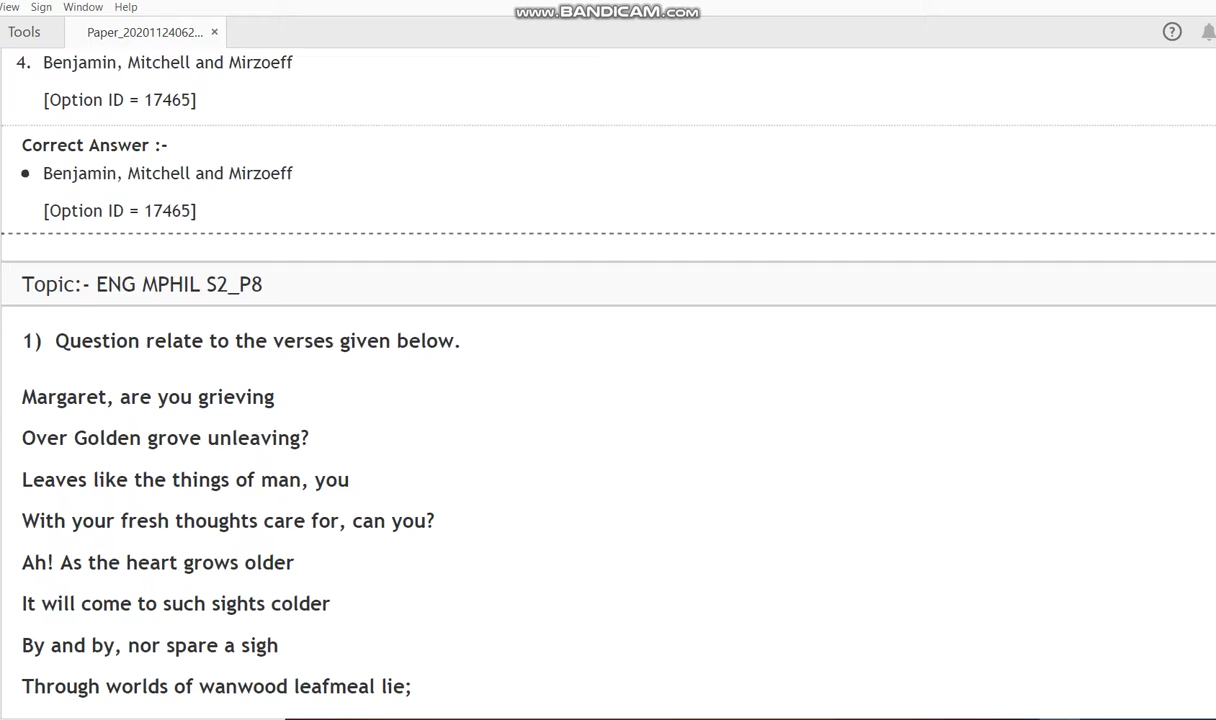 View Sign Window Help
www.BANDICAM.com
Tools Paper_20201124062... ×
4. Benjamin, Mitchell and Mirzoeff
[Option ID = 17465]
Correct Answer :-
• Benjamin, Mitchell and Mirzoeff
[Option ID = 17465]
Topic:- ENG MPHIL S2_P8
1) Question relate to the verses given below.
Margaret, are you grieving
Over Golden grove unleaving?
Leaves like the things of man, you
With your fresh thoughts care for, can you?
Ah! As the heart grows older
It will come to such sights colder
By and by, nor spare a sigh
Through worlds of wanwood leafmeal lie;